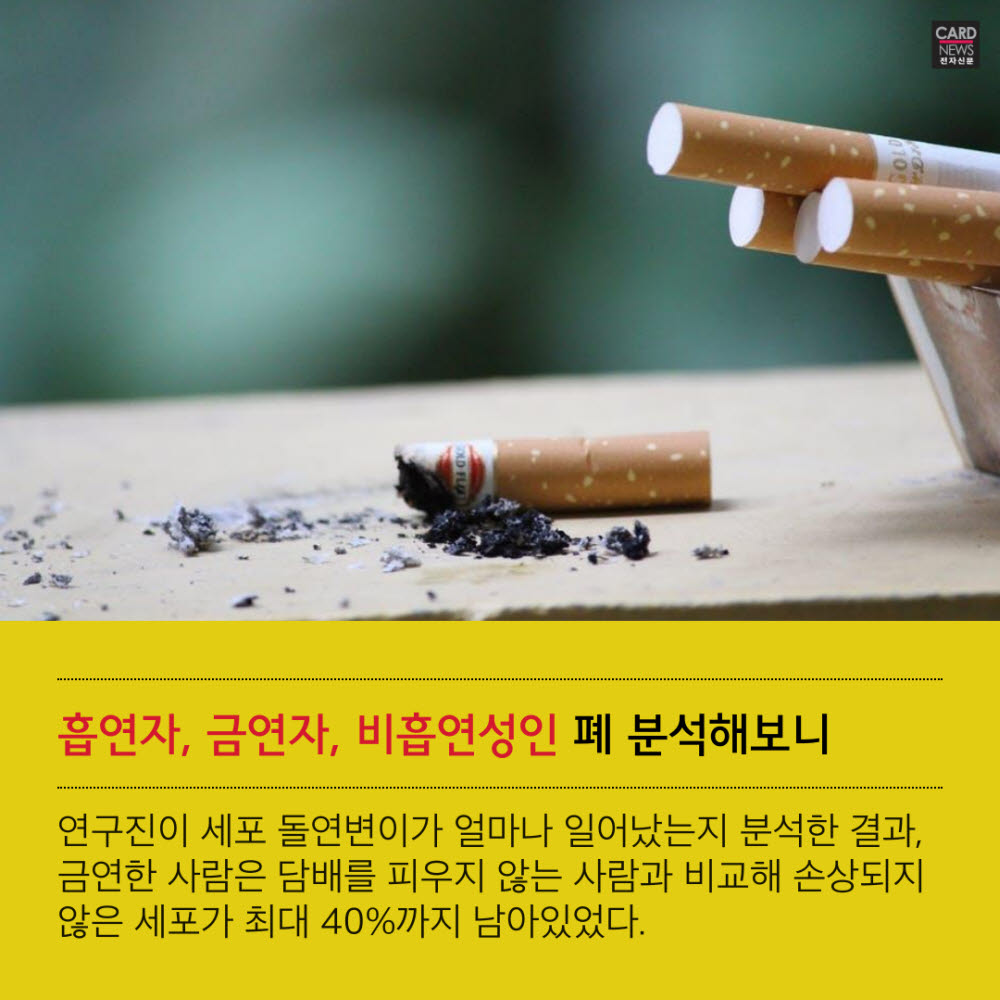 CARD
NEWS
전자신문
GOLD
흡연자, 금연자, 비흡연성인 폐 분석해보니
연구진이 세포 돌연변이가 얼마나 일어났는지 분석한 결과,
금연한 사람은 담배를 피우지 않는 사람과 비교해 손상되지
않은 세포가 최대 40%까지 남아있었다.